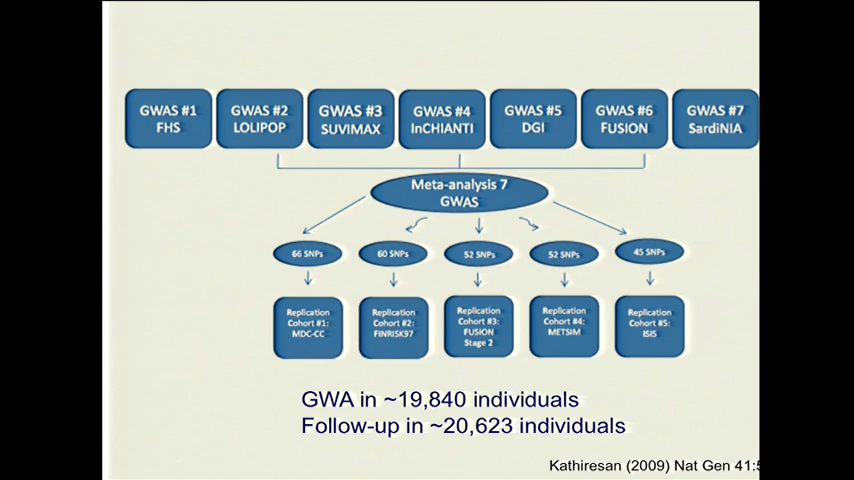 GWAS #1
FHS
GWAS #2
LOLIPOP
GWAS #3
SUVIMAX
GWAS #4
InCHIANTI
GWAS #5
DGI
GWAS #6
FUSION
GWAS #7
SardiNIA
Meta-analysis 7
GWAS
66 SNPs
60 SNPs
52 SNPs
52 SNPs
45 SNPs
Replication
Cohort #1:
MDC-CC
Replication
Cohort #2:
FINRISK97
Replication
Cohort #3:
FUSION
Stage 2
Replication
Cohort #4:
METSIM
Replication
Cohort #5:
ISIS
GWA in ~19,840 individuals
Follow-up in ~20,623 individuals
Kathiresan (2009) Nat Gen 41: